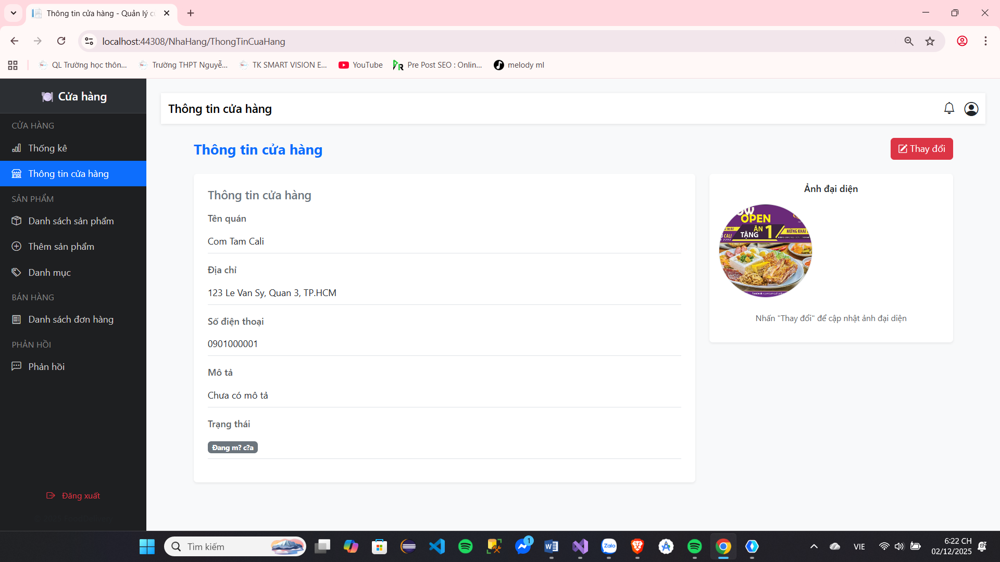 Thông tin cửa hàng - Quản lý cử
localhost:44308/NhaHang/ThongTinCuaHang
QL Trường học thôn...
Trường THPT Nguyễ...
TK SMART VISION E...
YouTube
Pre Post SEO : Onlin...
melody ml
Cửa hàng
CỬA HÀNG
Thống kê
Thông tin cửa hàng
SẢN PHẨM
Danh sách sản phẩm
Thêm sản phẩm
Danh mục
BÁN HÀNG
Danh sách đơn hàng
PHẢN HỒI
Phản hồi
Đăng xuất
Thông tin cửa hàng
Thông tin cửa hàng
Thay đổi
Thông tin cửa hàng
Tên quán
Com Tam Cali
Địa chỉ
123 Le Van Sy, Quan 3, TP.HCM
Số điện thoại
0901000001
Mô tả
Chưa có mô tả
Trạng thái
Đang m? c?a
Ảnh đại diện
OPEN
ĂN
TẶNG 1
MỪNG KHAI
CALI
Nhấn "Thay đổi" để cập nhật ảnh đại diện
Tìm kiếm
1
Zalo
VIE
6:22 CH
02/12/2025